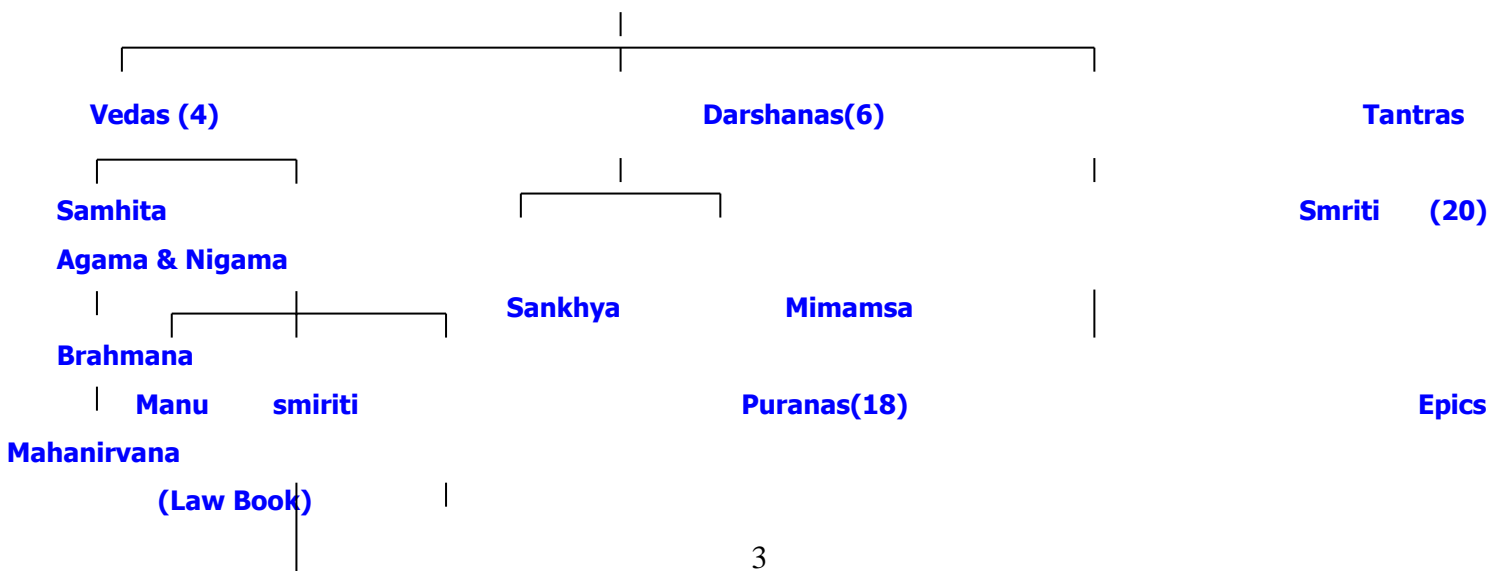 Vedas (4) Darshanas(6) Tantras
Samhita Smriti (20)
Agama & Nigama
Sankhya Mimamsa
Brahmana
Manu smiriti Puranas(18) Epics
Mahanirvana
(Law Book)
3